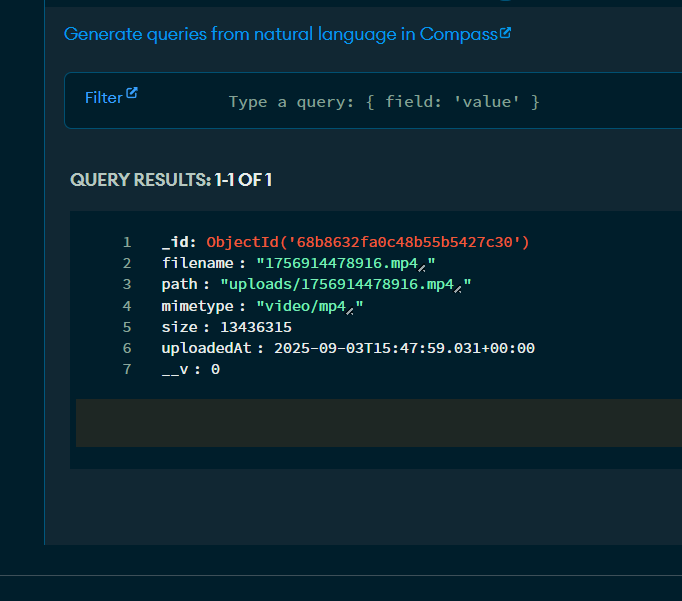 Generate queries from natural language in Compass
Filter
Type a query: { field: 'value' }
QUERY RESULTS: 1-1 OF 1
1 _id: ObjectId('68b8632fa0c48b55b5427c30')
2 filename : "1756914478916.mp4"
3 path : "uploads/1756914478916.mp4"
4 mimetype : "video/mp4"
5 size : 13436315
6 uploadedAt : 2025-09-03T15:47:59.031+00:00
7 __v : 0